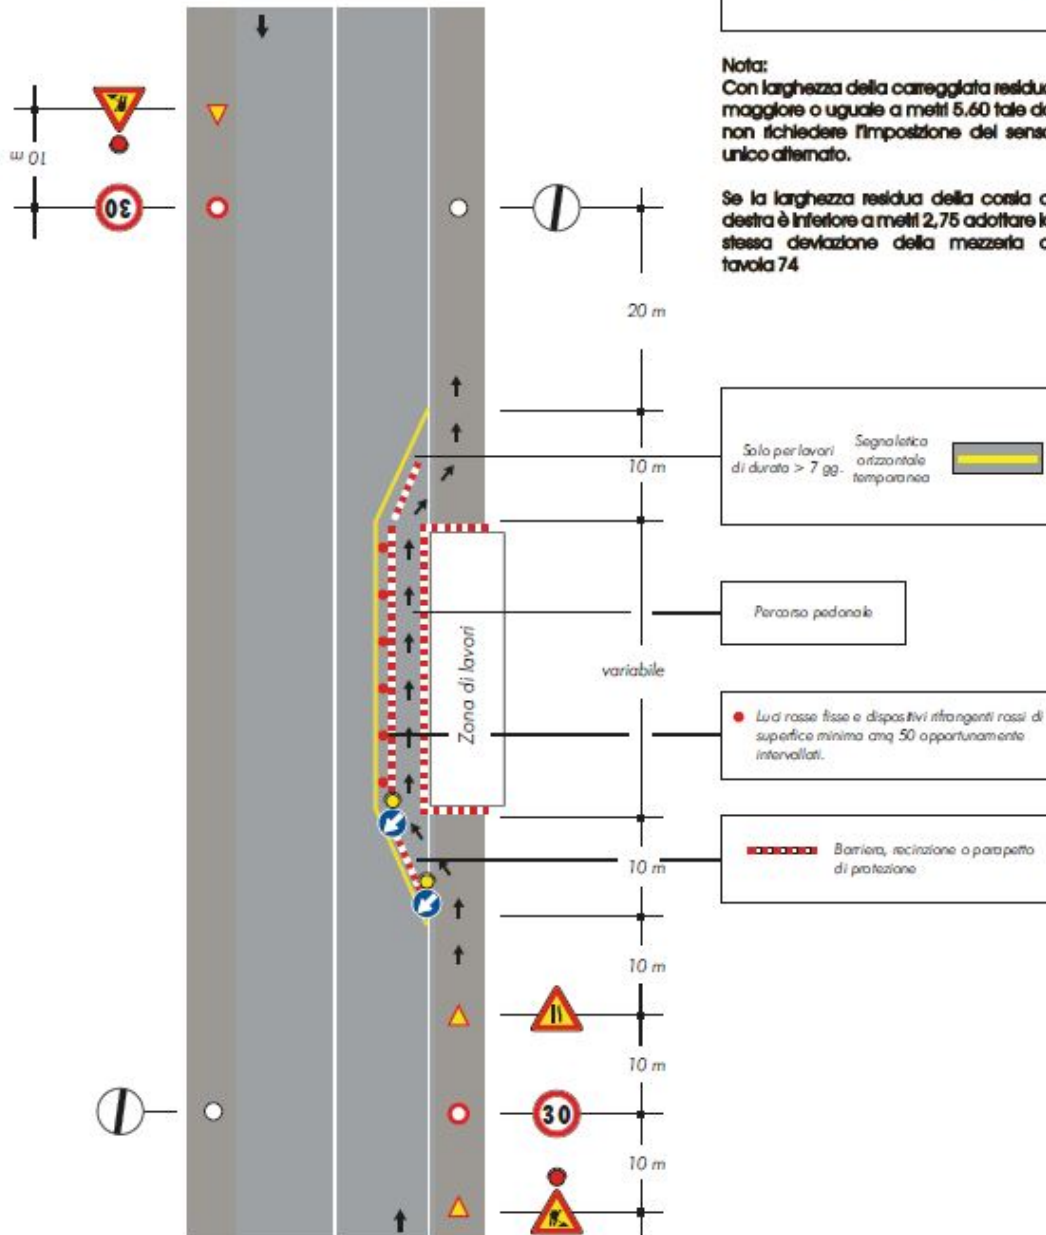 Nota:
Con larghezza della carreggiata residua
maggiore o uguale a metri 5.60 tale da
non richiedere l'imposizione del senso
unico alternato.
Se la larghezza residua della corsia
destra è inferiore a metri 2,75 adottare
stessa deviazione della mezzeria
tavola 74
10 m
30
20 m
10 m
Solo per lavori
di durata > 7 gg.
Segnaletica
orizzontale
temporanea
Percorso pedonale
variabile
Zona di lavori
Luci rosse fisse e dispositivi rifrangenti rossi di
superfice minima cmq 50 opportunamente
intervallati.
Barriera, recinzione o parapetto
di protezione
10 m
10 m
10 m
30
10 m